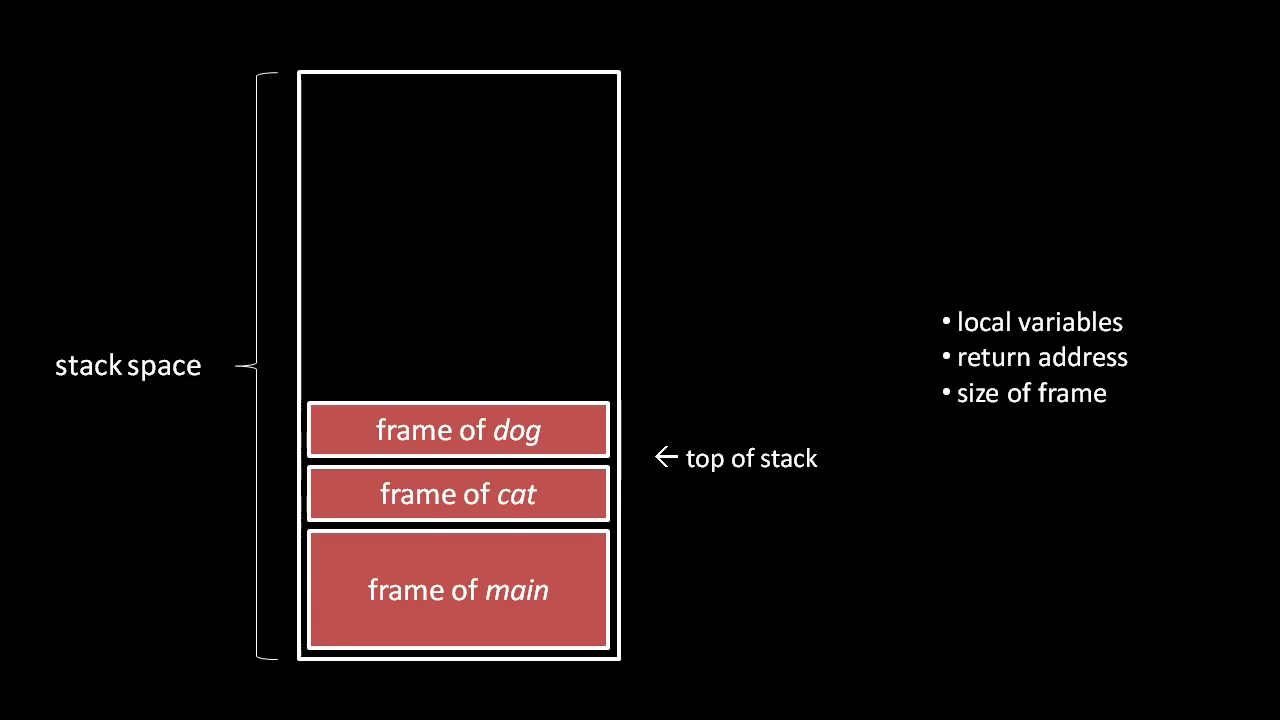 stack space
frame of dog
← top of stack
frame of cat
frame of main
• local variables
• return address
• size of frame